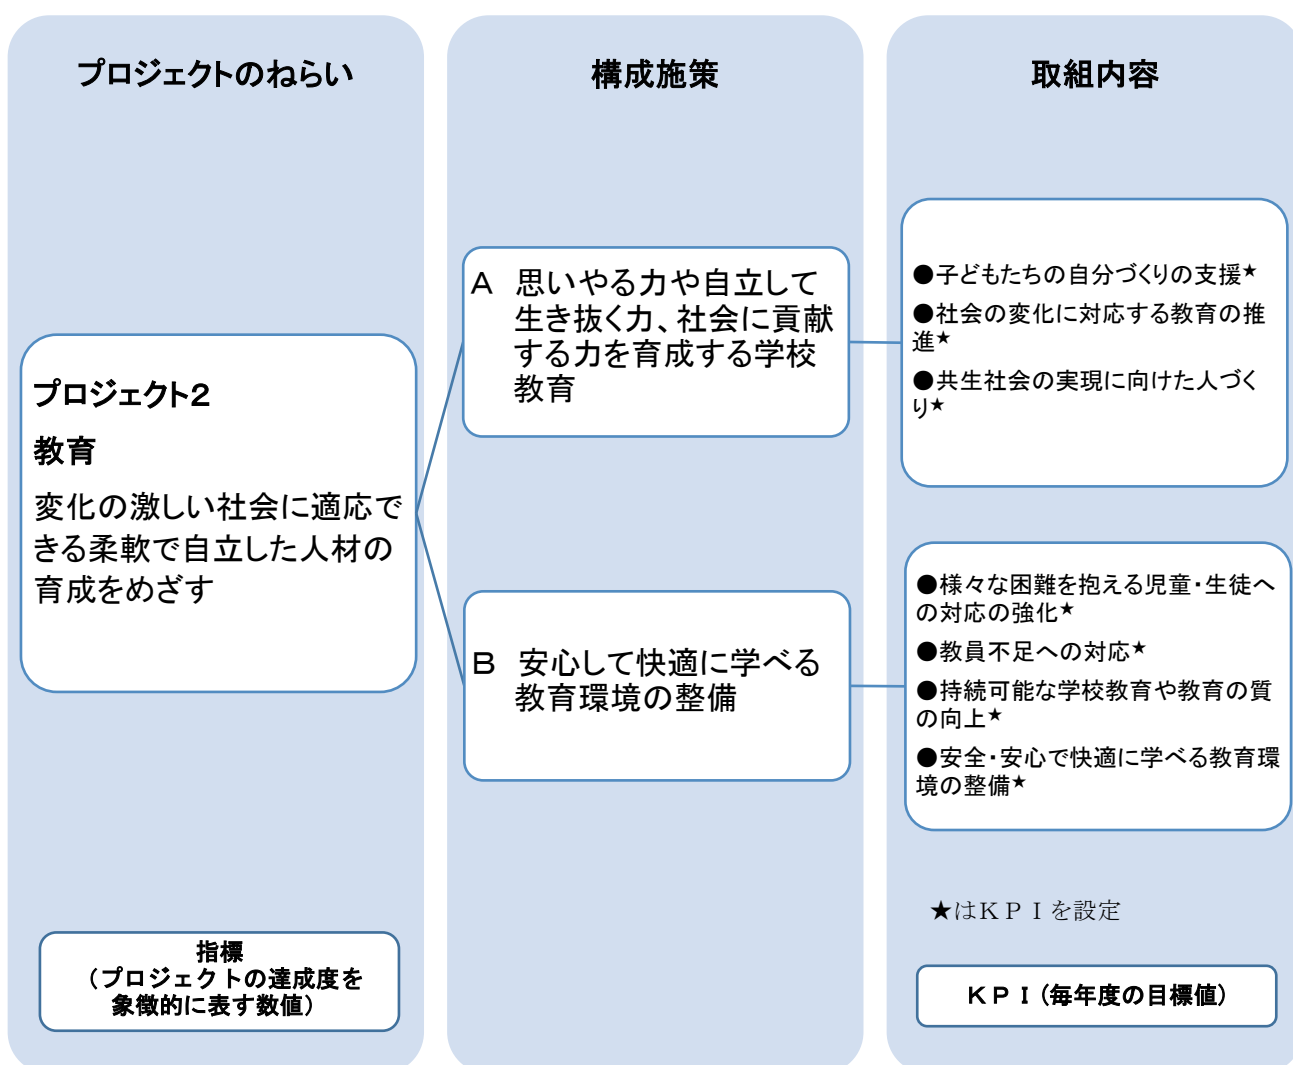 プロジェクトのねらい
プロジェクト2
教育
変化の激しい社会に適応で
きる柔軟で自立した人材の
育成をめざす
指標
（プロジェクトの達成度を
象徴的に表す数値）
構成施策
A 思いやる力や自立して
生き抜く力、社会に貢献
する力を育成する学校
教育
B 安心して快適に学べる
教育環境の整備
取組内容
●子どもたちの自分づくりの支援★
●社会の変化に対応する教育の推
進★
●共生社会の実現に向けた人づく
り★
●様々な困難を抱える児童・生徒へ
の対応の強化★
●教員不足への対応★
●持続可能な学校教育や教育の質
の向上★
●安全・安心で快適に学べる教育環
境の整備★
★はＫＰＩを設定
ＫＰＩ（毎年度の目標値）